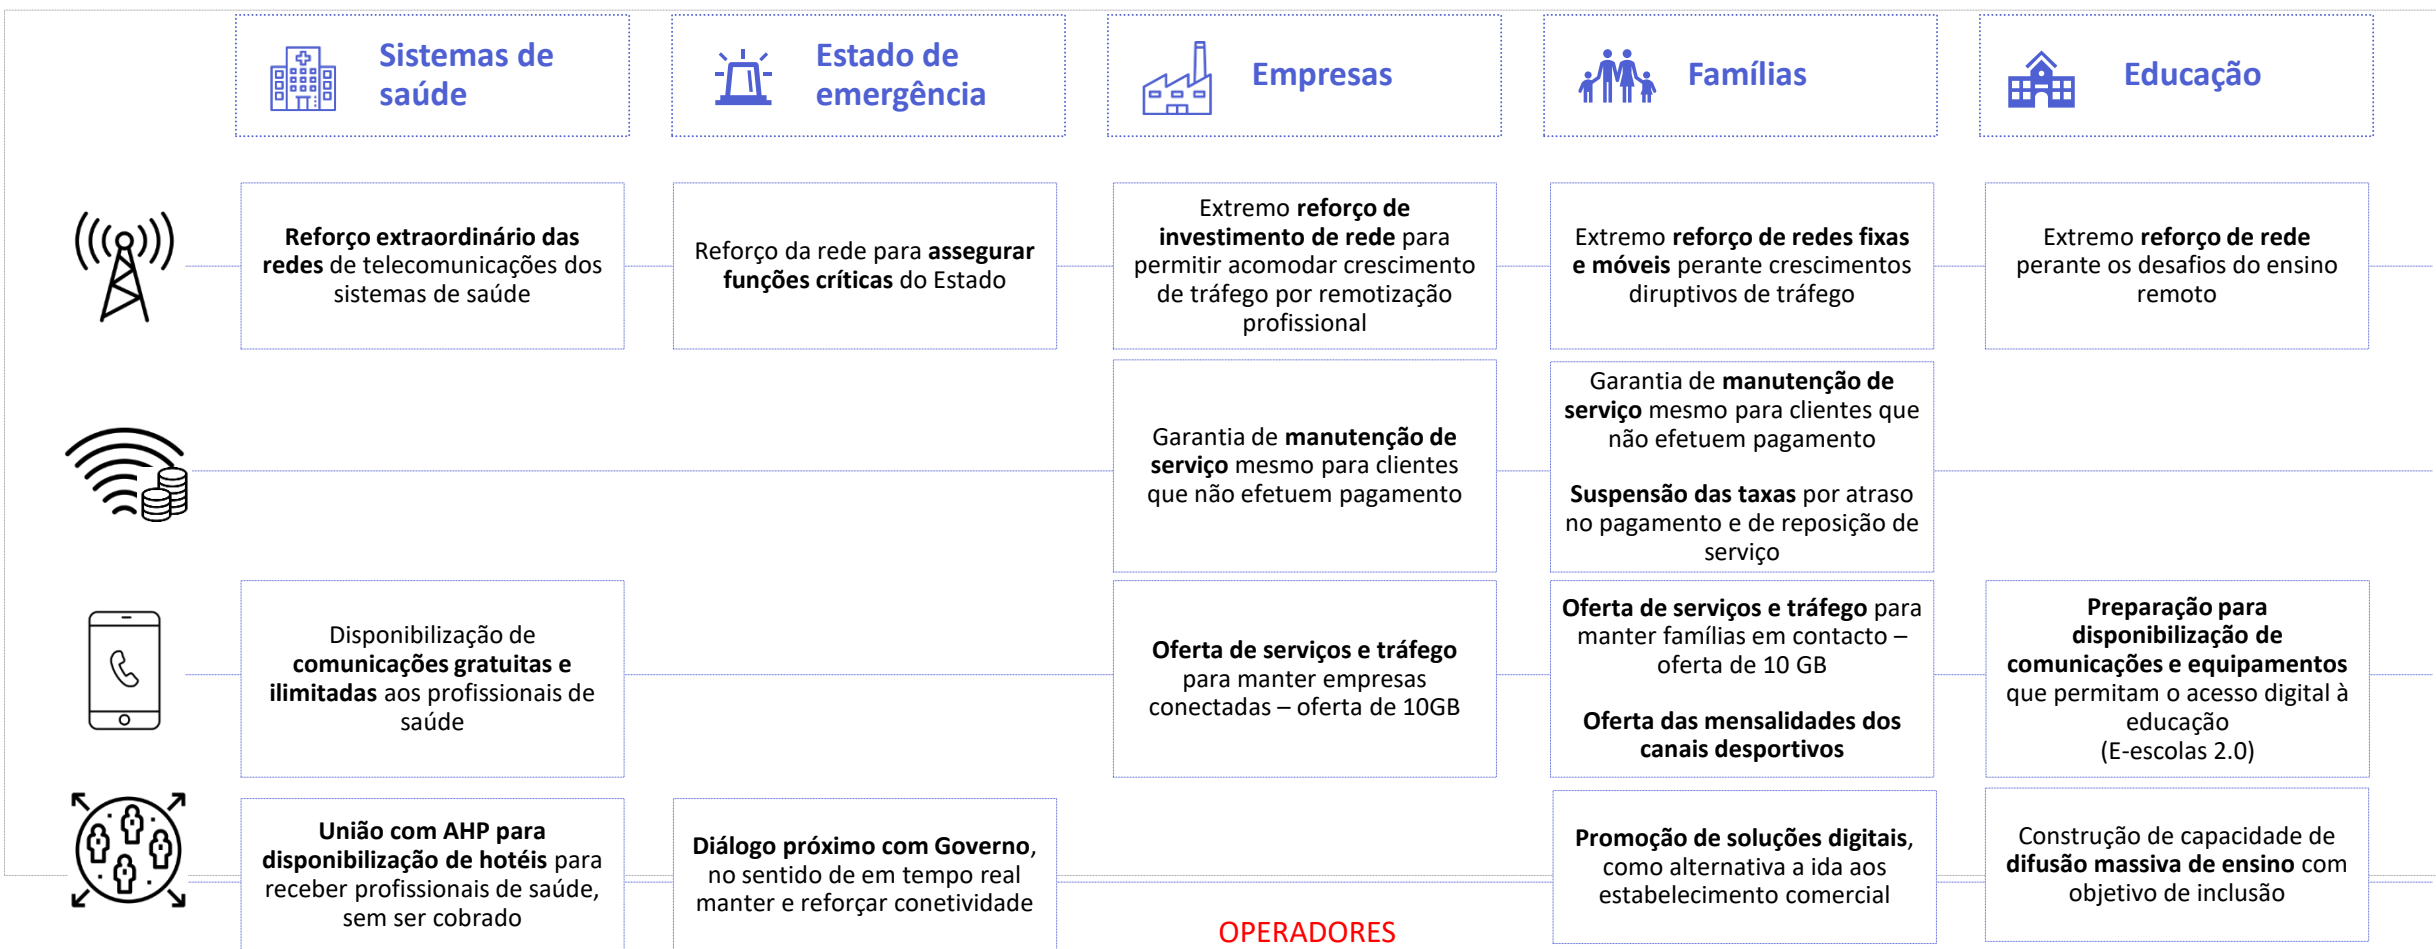 Sistemas de
saúde
Estado de
emergência
Empresas
Famílias
Educação
Reforço extraordinário das
redes de telecomunicações dos
sistemas de saúde
Reforço da rede para assegurar
funções críticas do Estado
Extremo reforço de
investimento de rede para
permitir acomodar crescimento
de tráfego por remotização
profissional
Extremo reforço de redes fixas
e móveis perante crescimentos
diruptivos de tráfego
Extremo reforço de rede
perante os desafios do ensino
remoto
Garantia de manutenção de
serviço mesmo para clientes
que não efetuem pagamento
Garantia de manutenção de
serviço mesmo para clientes que
não efetuem pagamento
Suspensão das taxas por atraso
no pagamento e de reposição de
serviço
Disponibilização de
comunicações gratuitas e
ilimitadas aos profissionais de
saúde
Oferta de serviços e tráfego
para manter empresas
conectadas – oferta de 10GB
Oferta de serviços e tráfego para
manter famílias em contacto –
oferta de 10 GB
Oferta das mensalidades dos
canais desportivos
Preparação para
disponibilização de
comunicações e equipamentos
que permitam o acesso digital à
educação
(E-escolas 2.0)
União com AHP para
disponibilização de hotéis para
receber profissionais de saúde,
sem ser cobrado
Diálogo próximo com Governo,
no sentido de em tempo real
manter e reforçar conetividade
Promoção de soluções digitais,
como alternativa a ida aos
estabelecimento comercial
Construção de capacidade de
difusão massiva de ensino com
objetivo de inclusão
OPERADORES